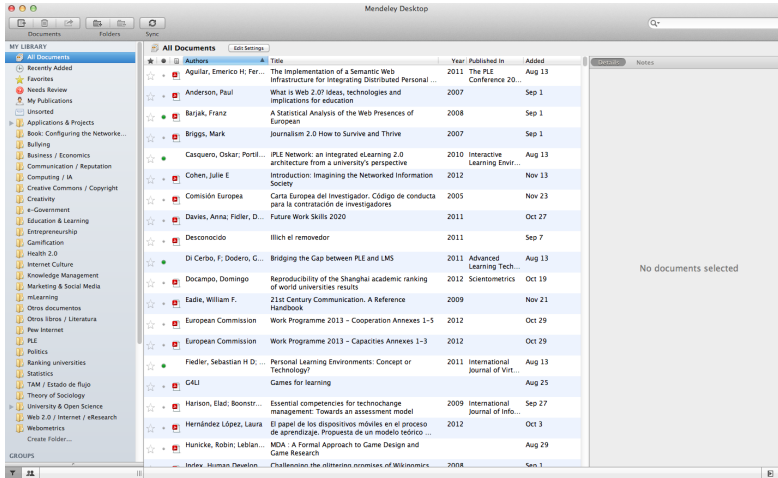 Mendeley Desktop
Documents
Folders
Sync
MY LIBRARY
All Documents
Recently Added
Favorites
Needs Review
My Publications
Unsorted
Applications & Projects
Book: Configuring the Networke...
Bullying
Business / Economics
Communication / Reputation
Computing / IA
Creative Commons / Copyright
Creativity
e-Government
Education & Learning
Entrepreneurship
Gamification
Health 2.0
Internet Culture
Knowledge Management
Marketing & Social Media
mLearning
Otros documentos
Otros libros / Literatura
Pew Internet
PLE
Politics
Ranking universities
Statistics
TAM / Estado de flujo
Theory of Sociology
University & Open Science
Web 2.0 / Internet / eResearch
Webometrics
Create Folder...
GROUPS
All Documents Edit Settings
Authors Title Year Published In Added
Aguilar, Emerico H; Fer... The Implementation of a Semantic Web 2011 The PLE Aug 13
Infrastructure for Integrating Distributed Personal ... Conference 20...
Anderson, Paul What is Web 2.0? Ideas, technologies and 2007 Sep 1
implications for education
Barjak, Franz A Statistical Analysis of the Web Presences of 2008 Sep 1
European
Briggs, Mark Journalism 2.0 How to Survive and Thrive 2007 Sep 1
Casquero, Oskar; Portil... iPLE Network: an integrated eLearning 2.0 2010 Interactive Aug 13
architecture from a university's perspective Learning Envir...
Cohen, Julie E Introduction: Imagining the Networked Information 2012 Nov 13
Society
Comisión Europea Carta Europea del Investigador. Código de conducta 2005 Nov 23
para la contratación de investigadores
Davies, Anna; Fidler, D... Future Work Skills 2020 2011 Oct 27
Desconocido Illich el removedor 2011 Sep 7
Di Cerbo, F; Dodero, G... Bridging the Gap between PLE and LMS 2011 Advanced Aug 13
Learning Tech...
Docampo, Domingo Reproducibility of the Shanghai academic ranking 2012 Scientometrics Oct 19
of world universities results
Eadie, William F. 21st Century Communication. A Reference 2009 Nov 21
Handbook
European Commission Work Programme 2013 – Cooperation Annexes 1–5 2012 Oct 29
European Commission Work Programme 2013 – Capacities Annexes 1–3 2012 Oct 29
Fiedler, Sebastian H D; ... Personal Learning Environments: Concept or 2011 International Aug 13
Technology? Journal of Virt...
G4LI Games for learning Aug 25
Harison, Elad; Boonstr... Essential competencies for technochange 2009 International Sep 27
management: Towards an assessment model Journal of Info...
Hernández López, Laura El papel de los dispositivos móviles en el proceso 2012 Oct 3
de aprendizaje. Propuesta de un modelo teórico ...
Hunicke, Robin; Leblan... MDA : A Formal Approach to Game Design and Aug 29
Game Research
Index, Human Develop... Challenging the glittering promises of Wikinomics 2008 Sep 1
Details Notes
No documents selected